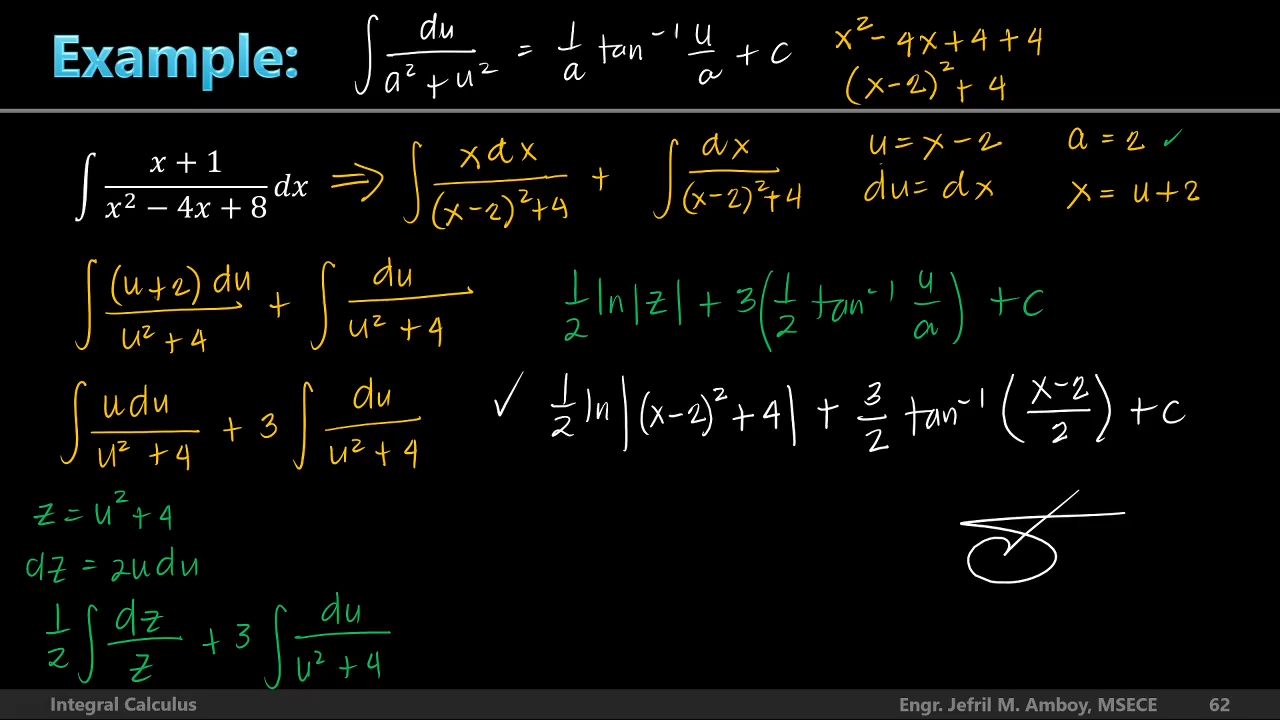 Example:
∫ du/(a² + u²) = 1/a tan⁻¹ u/a + c
x² - 4x + 4 + 4
(x-2)² + 4
∫ (x + 1)/(x² − 4x + 8) dx ⇒ ∫ xdx/((x-2)²+4) + ∫ dx/((x-2)²+4)
u = x - 2
a = 2 ✓
du = dx
x = u + 2
∫ (u+2) du/(u² + 4) + ∫ du/(u² + 4)
∫ udu/(u² + 4) + 3 ∫ du/(u² + 4)
z = u² + 4
dz = 2udu
1/2 ∫ dz/z + 3 ∫ du/(u² + 4)
1/2 ln|z| + 3(1/2 tan⁻¹ u/a) + c
✓ 1/2 ln|(x-2)² + 4| + 3/2 tan⁻¹ ((x-2)/2) + c
Integral Calculus
Engr. Jefril M. Amboy, MSECE
62